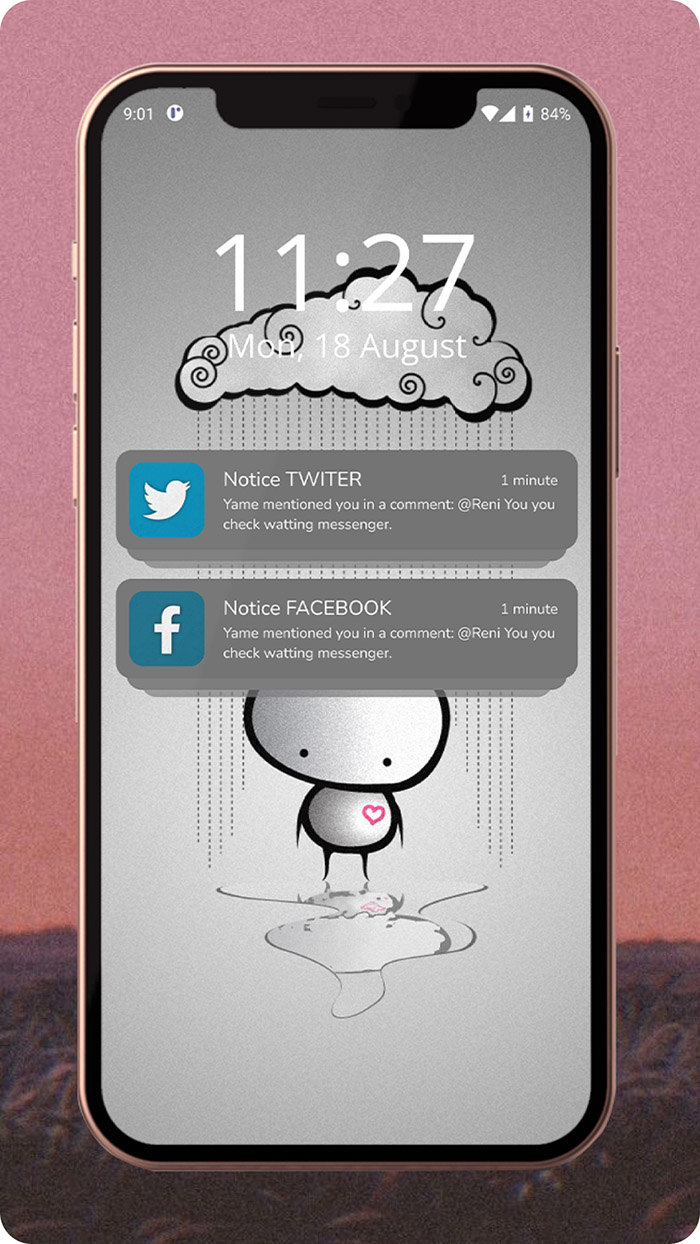 9:01
84%
11:27
Mon, 18 August
Notice TWITER
1 minute
Yame mentioned you in a comment: @Reni You you
check watting messenger.
Notice FACEBOOK
1 minute
Yame mentioned you in a comment: @Reni You you
check watting messenger.